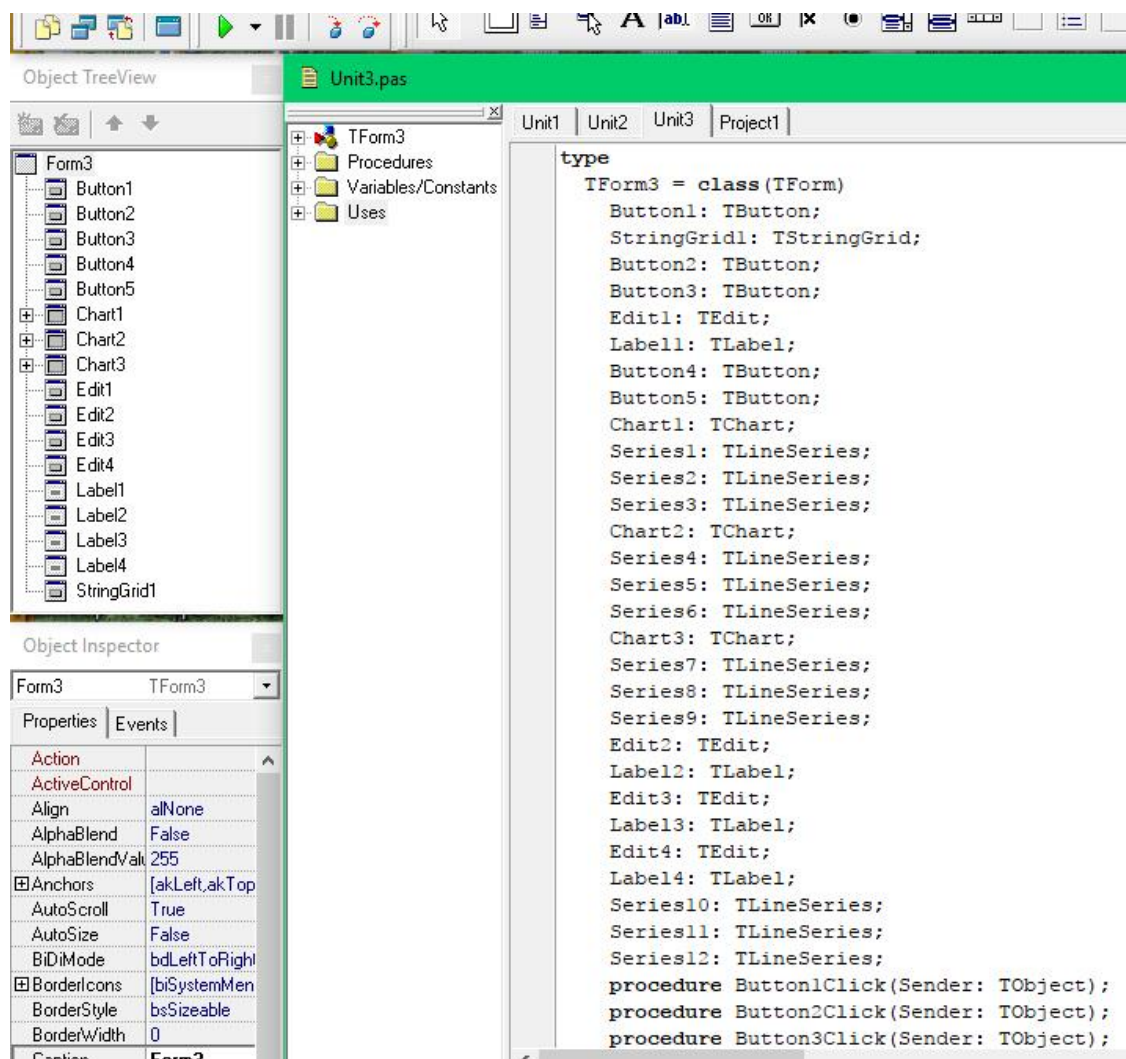 A ab OK
Object TreeView
Form3
Button1
Button2
Button3
Button4
Button5
Chart1
Chart2
Chart3
Edit1
Edit2
Edit3
Edit4
Label1
Label2
Label3
Label4
StringGrid1
Object Inspector
Form3 TForm3
Properties Events
Action
ActiveControl
Align alNone
AlphaBlend False
AlphaBlendValu 255
Anchors [akLeft,akTop
AutoScroll True
AutoSize False
BiDiMode bdLeftToRight
BorderIcons [biSystemMen
BorderStyle bsSizeable
BorderWidth 0
Caption Form3
Unit3.pas
TForm3
Procedures
Variables/Constants
Uses
Unit1 Unit2 Unit3 Project1
type
TForm3 = class(TForm)
Button1: TButton;
StringGrid1: TStringGrid;
Button2: TButton;
Button3: TButton;
Edit1: TEdit;
Label1: TLabel;
Button4: TButton;
Button5: TButton;
Chart1: TChart;
Series1: TLineSeries;
Series2: TLineSeries;
Series3: TLineSeries;
Chart2: TChart;
Series4: TLineSeries;
Series5: TLineSeries;
Series6: TLineSeries;
Chart3: TChart;
Series7: TLineSeries;
Series8: TLineSeries;
Series9: TLineSeries;
Edit2: TEdit;
Label2: TLabel;
Edit3: TEdit;
Label3: TLabel;
Edit4: TEdit;
Label4: TLabel;
Series10: TLineSeries;
Series11: TLineSeries;
Series12: TLineSeries;
procedure Button1Click(Sender: TObject);
procedure Button2Click(Sender: TObject);
procedure Button3Click(Sender: TObject);